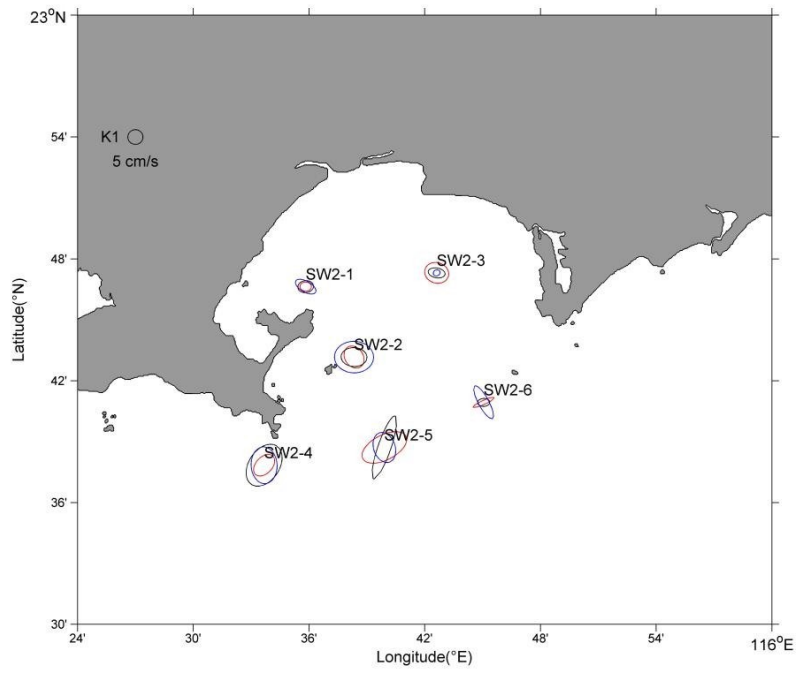 23°N
K1
54'
5 cm/s
48'
SW2-3
SW2-1
Latitude(°N)
SW2-2
42'
SW2-6
SW2-5
SW2-4
36'
30'
24'
30'
36'
42'
48'
54'
116°E
Longitude(°E)